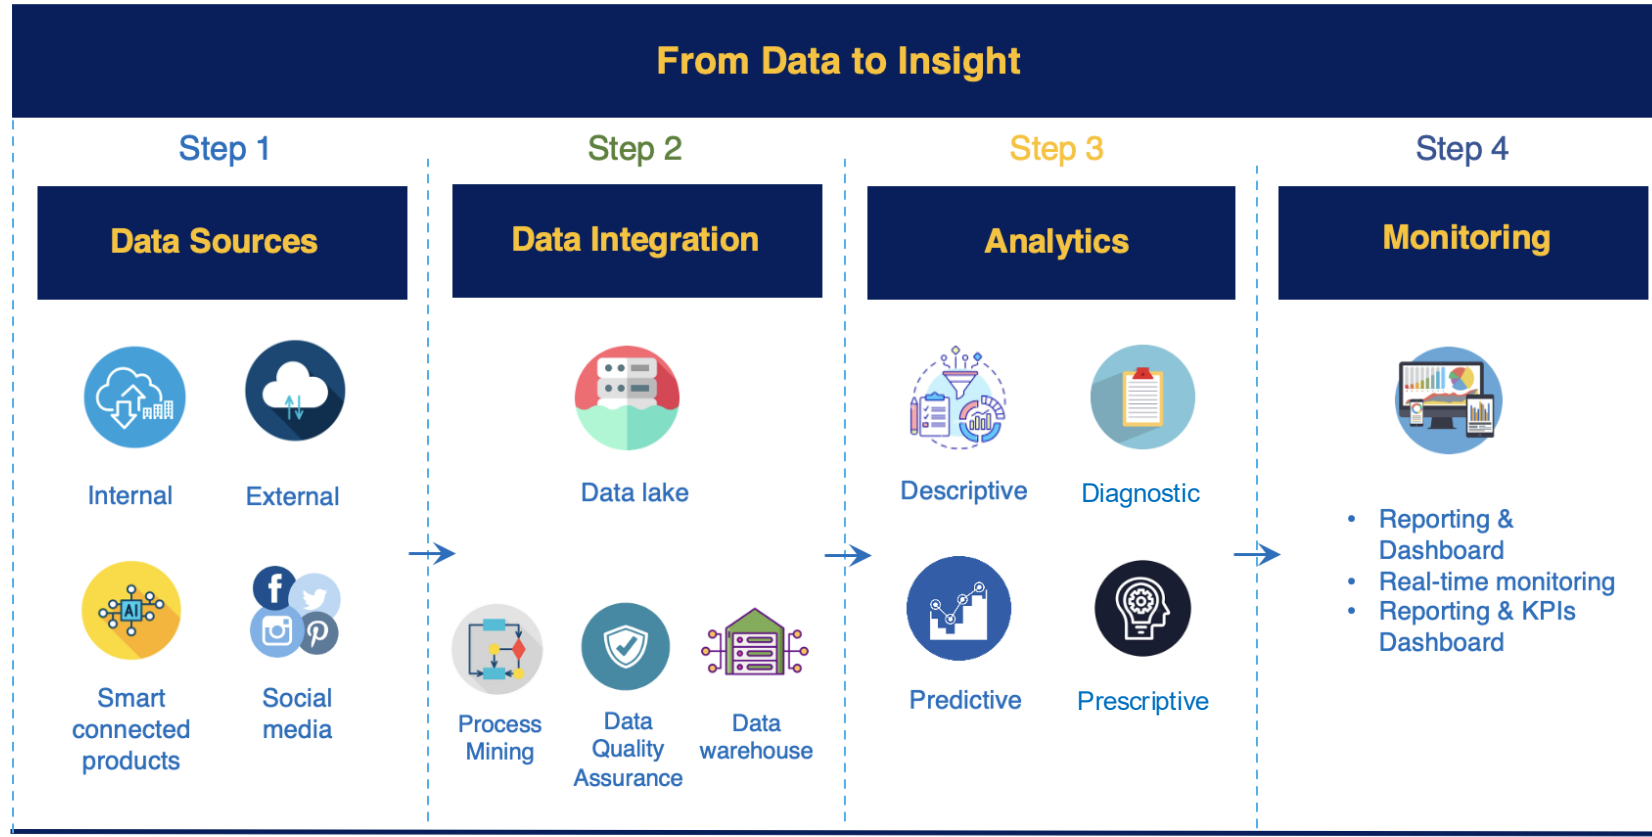 From Data to Insight
Step 1
Step 2
Step 3
Step 4
Data Sources
Data Integration
Analytics
Monitoring
Internal
External
Smart
connected
products
Social
media
AI
Data lake
Process
Mining
Data
Quality
Assurance
Data
warehouse
Descriptive
Diagnostic
Predictive
Prescriptive
• Reporting &
Dashboard
• Real-time monitoring
• Reporting & KPIs
Dashboard